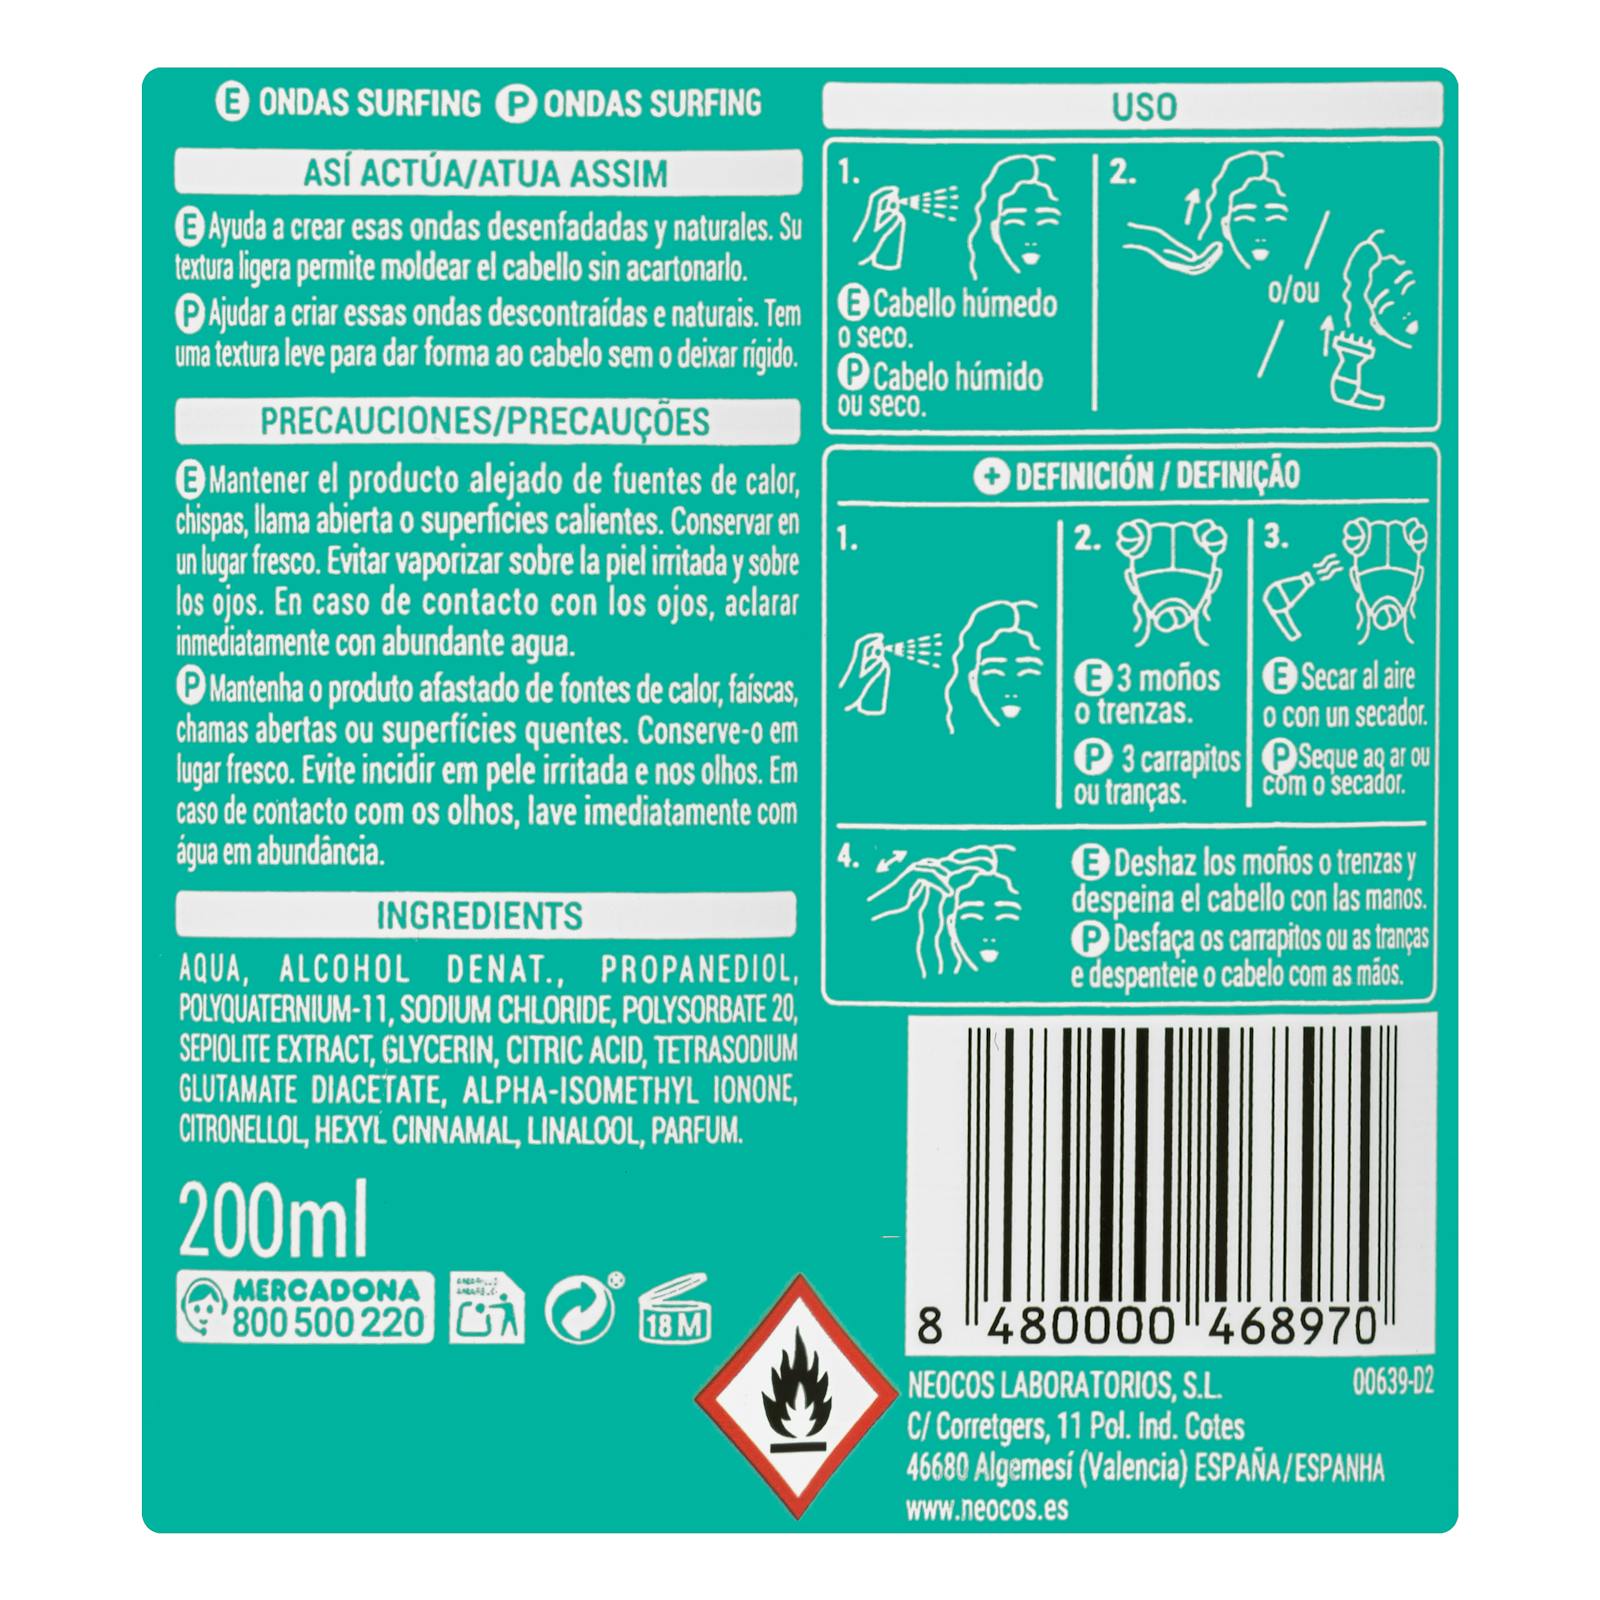 E ONDAS SURFING P ONDAS SURFING
ASÍ ACTÚA/ATUA ASSIM
E Ayuda a crear esas ondas desenfadadas y naturales. Su
textura ligera permite moldear el cabello sin acartonarlo.
P Ajudar a criar essas ondas descontraídas e naturais. Tem
uma textura leve para dar forma ao cabelo sem o deixar rígido.
PRECAUCIONES/PRECAUÇÕES
E Mantener el producto alejado de fuentes de calor,
chispas, llama abierta o superficies calientes. Conservar en
un lugar fresco. Evitar vaporizar sobre la piel irritada y sobre
los ojos. En caso de contacto con los ojos, aclarar
inmediatamente con abundante agua.
P Mantenha o produto afastado de fontes de calor, faíscas,
chamas abertas ou superfícies quentes. Conserve-o em
lugar fresco. Evite incidir em pele irritada e nos olhos. Em
caso de contacto com os olhos, lave imediatamente com
água em abundância.
INGREDIENTS
AQUA, ALCOHOL DENAT., PROPANEDIOL,
POLYQUATERNIUM-11, SODIUM CHLORIDE, POLYSORBATE 20,
SEPIOLITE EXTRACT, GLYCERIN, CITRIC ACID, TETRASODIUM
GLUTAMATE DIACETATE, ALPHA-ISOMETHYL IONONE,
CITRONELLOL, HEXYL CINNAMAL, LINALOOL, PARFUM.
200ml
MERCADONA
800 500 220
18 M
USO
1.
E Cabello húmedo
o seco.
P Cabelo húmido
ou seco.
2.
o/ou
+ DEFINICIÓN / DEFINIÇÃO
1.
2.
E 3 moños
o trenzas.
P 3 carrapitos
ou tranças.
3.
E Secar al aire
o con un secador.
P Seque ao ar ou
com o secador.
4.
E Deshaz los moños o trenzas y
despeina el cabello con las manos.
P Desfaça os carrapitos ou as tranças
e despenteie o cabelo com as mãos.
8 480000 468970
NEOCOS LABORATORIOS, S.L. 00639-D2
C/ Corretgers, 11 Pol. Ind. Cotes
46680 Algemesí (Valencia) ESPAÑA/ESPANHA
www.neocos.es